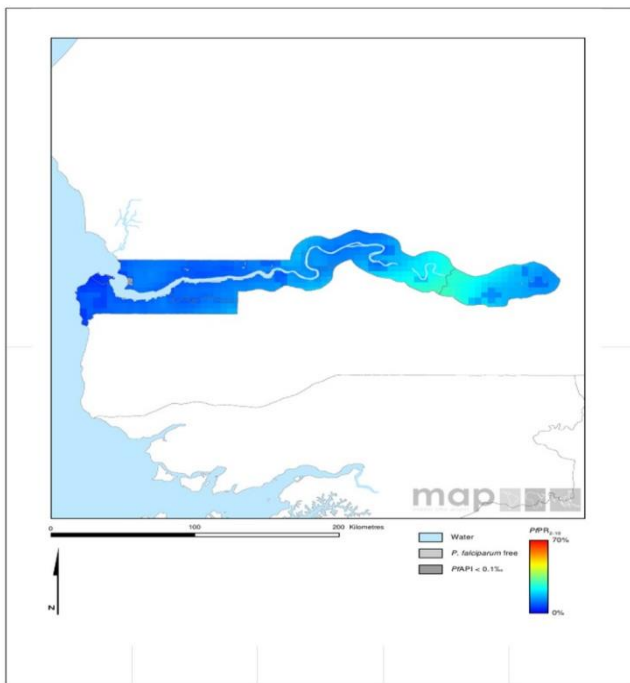 map
0 100 200 Kilometres
Water
P. falciparum free
PfAPI < 0.1‰
PfPR2-10
70%
0%
N